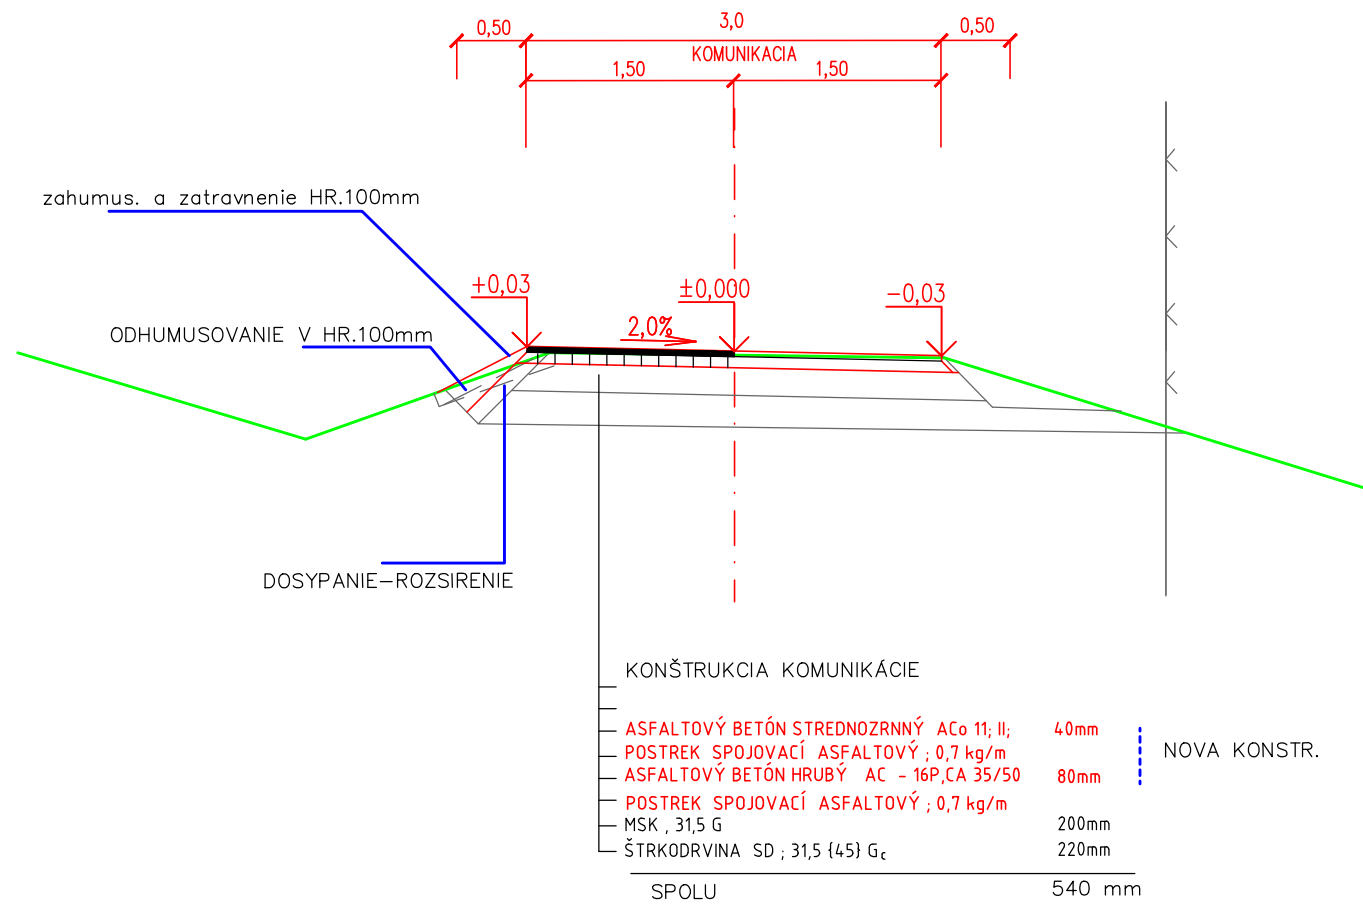 0,50 3,0 0,50
KOMUNIKACIA
1,50 1,50
zahumus. a zatravnenie HR.100mm
+0,03 ±0,000 -0,03
2,0%
ODHUMUSOVANIE V HR.100mm
DOSYPANIE-ROZSIRENIE
KONŠTRUKCIA KOMUNIKÁCIE
ASFALTOVÝ BETÓN STREDNOZRNNÝ ACo 11; II; 40mm
POSTREK SPOJOVACÍ ASFALTOVÝ ; 0,7 kg/m
NOVA KONSTR.
ASFALTOVÝ BETÓN HRUBÝ AC - 16P,CA 35/50 80mm
POSTREK SPOJOVACÍ ASFALTOVÝ ; 0,7 kg/m
MSK , 31,5 G 200mm
ŠTRKODRVINA SD ; 31,5 (45) Gc 220mm
SPOLU 540 mm